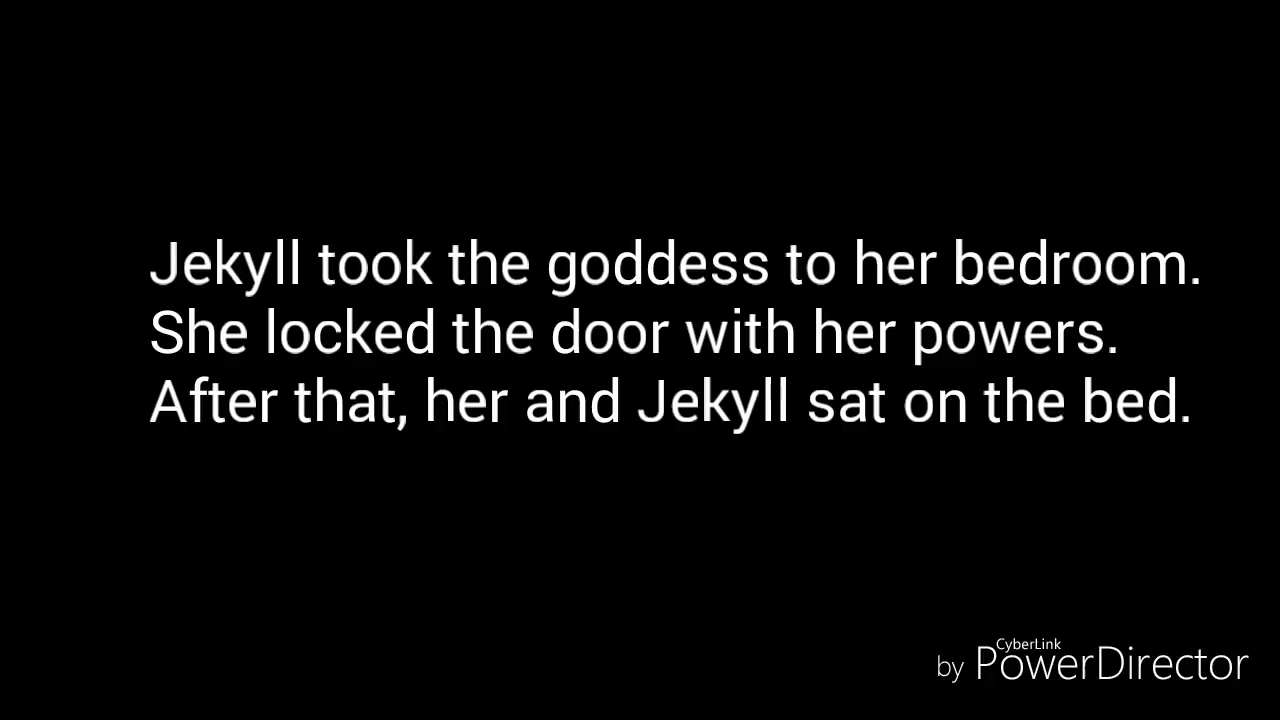 Jekyll took the goddess to her bedroom.
She locked the door with her powers.
After that, her and Jekyll sat on the bed.
CyberLink
by PowerDirector